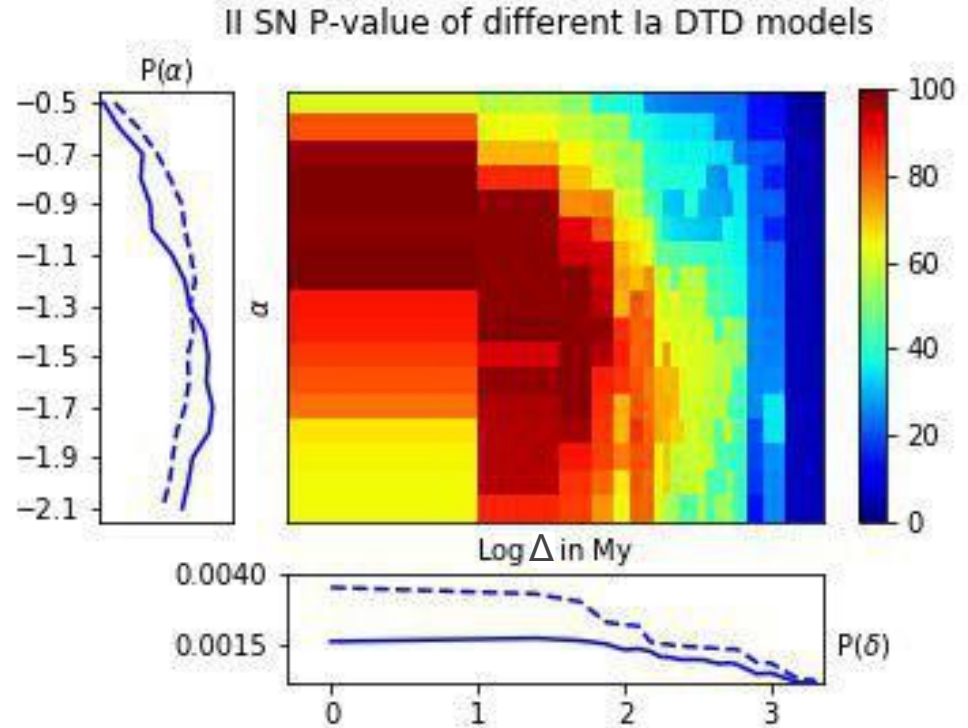 II SN P-value of different Ia DTD models
P(α)
−0.5
−0.7
−0.9
−1.1
−1.3
−1.5
−1.7
−1.9
−2.1
α
100
80
60
40
20
0
Log Δ in My
0.0040
0.0015
P(δ)
0 1 2 3